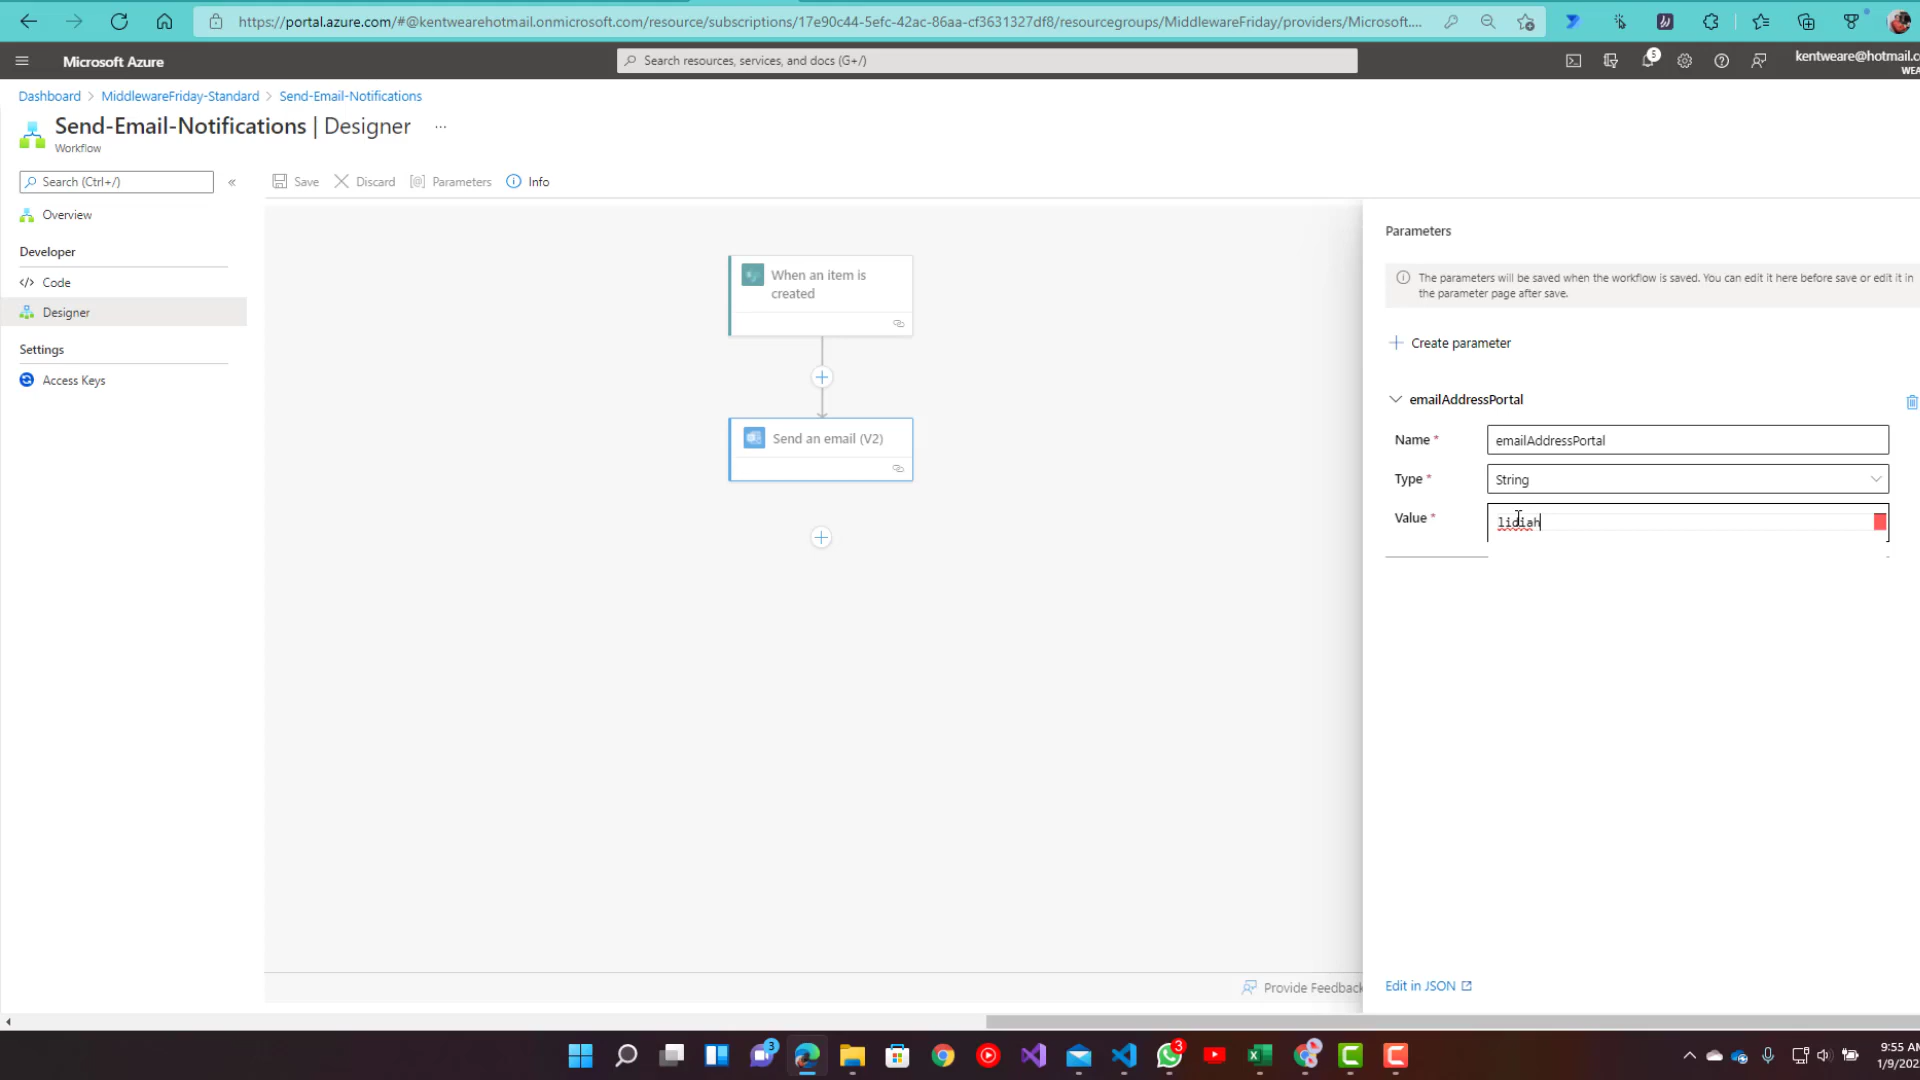 https://portal.azure.com/#@kentwearehotmail.onmicrosoft.com/resource/subscriptions/17e90c44-5efc-42ac-86aa-cf3631327df8/resourcegroups/MiddlewareFriday/providers/Microsoft....
Microsoft Azure
Search resources, services, and docs (G+/)
5
kentweare@hotmail.c
WEA
Dashboard > MiddlewareFriday-Standard > Send-Email-Notifications
Send-Email-Notifications | Designer ...
Workflow
Search (Ctrl+/) «
Save Discard Parameters Info
Overview
Developer
Code
Designer
Settings
Access Keys
When an item is
created
Send an email (V2)
Parameters
The parameters will be saved when the workflow is saved. You can edit it here before save or edit it in
the parameter page after save.
Create parameter
emailAddressPortal
Name * emailAddressPortal
Type * String
Value * lidiah
Provide Feedback
Edit in JSON
3
3
9:55 AM
1/9/202